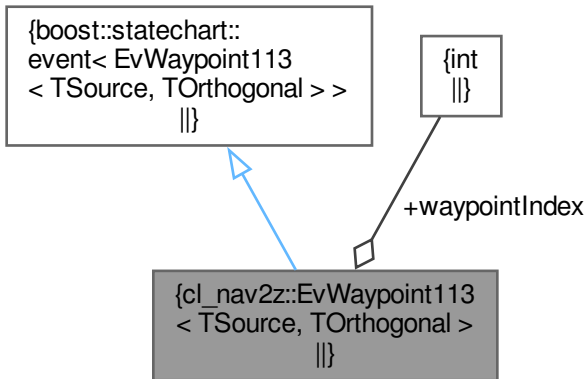 {boost::statechart::
event< EvWaypoint113
< TSource, TOrthogonal > >
||}
{int
||}
+waypointIndex
{cl_nav2z::EvWaypoint113
< TSource, TOrthogonal >
||}